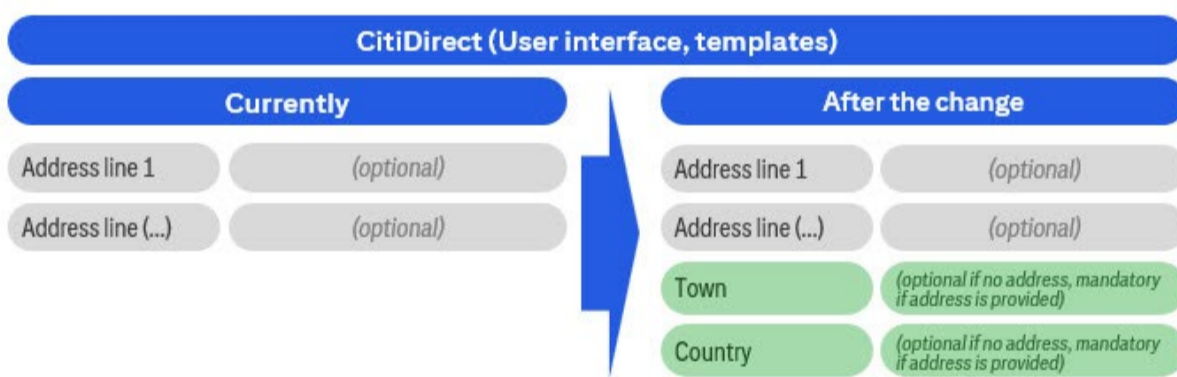 CitiDirect (User interface, templates)
Currently
Address line 1 (optional)
Address line (...) (optional)
After the change
Address line 1 (optional)
Address line (...) (optional)
Town (optional if no address, mandatory
if address is provided)
Country (optional if no address, mandatory
if address is provided)